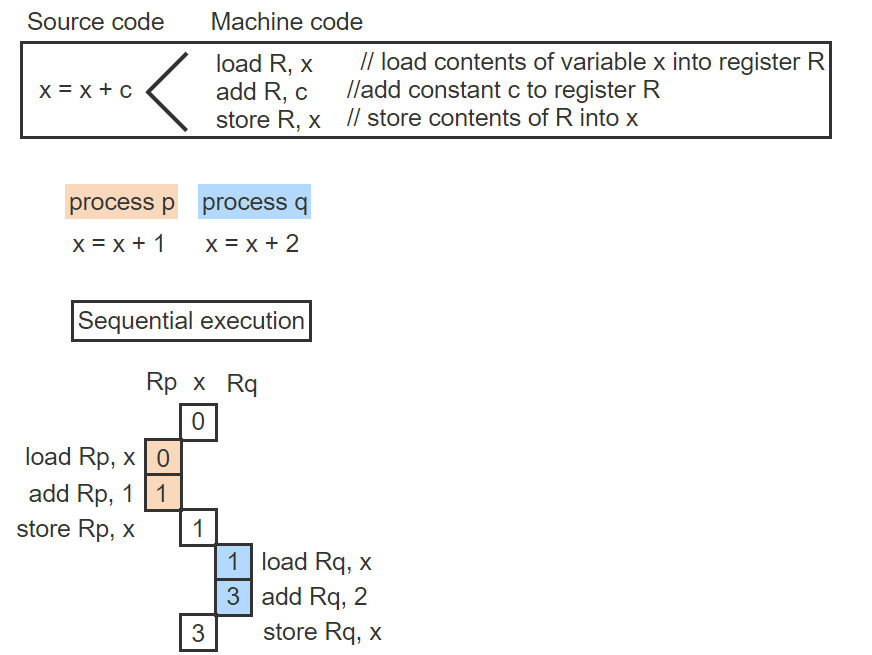 Source code Machine code
x = x + c
load R, x // load contents of variable x into register R
add R, c //add constant c to register R
store R, x // store contents of R into x
process p process q
x = x + 1 x = x + 2
Sequential execution
Rp x Rq
0
load Rp, x 0
add Rp, 1 1
store Rp, x 1
1 load Rq, x
3 add Rq, 2
3 store Rq, x